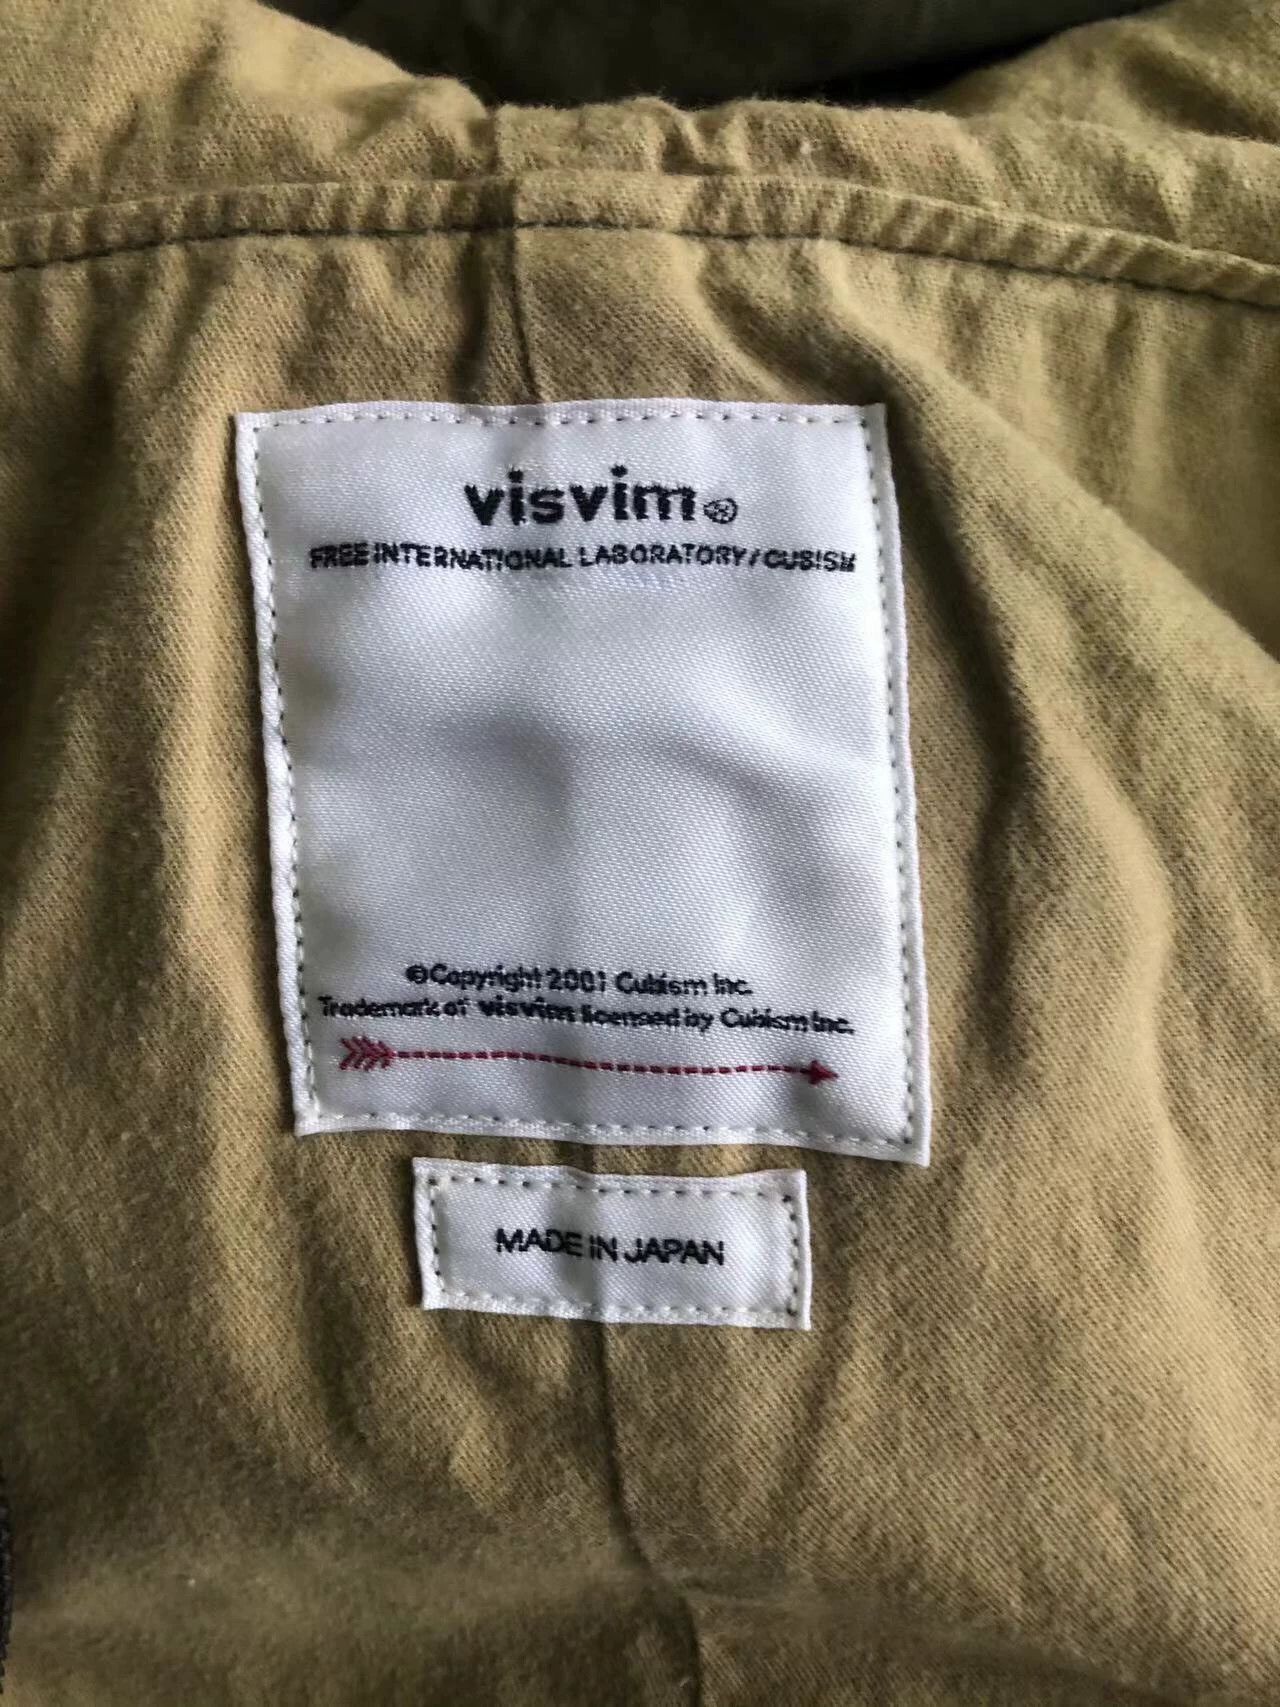 visvim®
FREE INTERNATIONAL LABORATORY/CUBISM
©Copyright 2001 Cubism Inc.
Trademark of visvim licensed by Cubism Inc.
MADE IN JAPAN